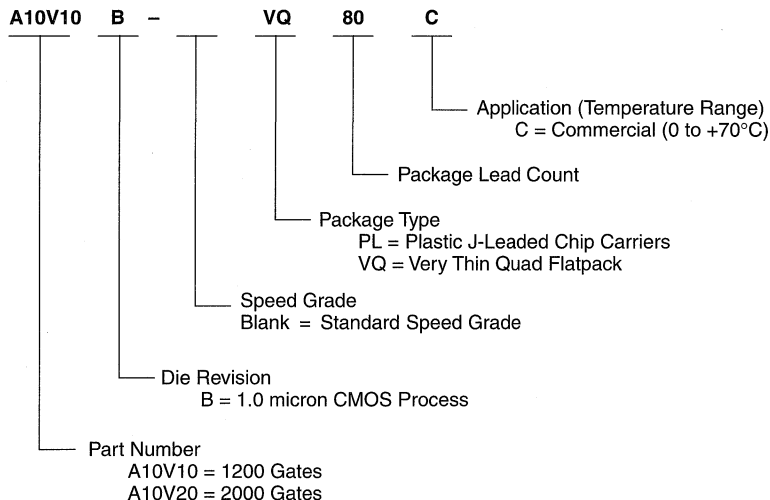 A10V10 B – VQ 80 C
Application (Temperature Range)
C = Commercial (0 to +70°C)
Package Lead Count
Package Type
PL = Plastic J-Leaded Chip Carriers
VQ = Very Thin Quad Flatpack
Speed Grade
Blank = Standard Speed Grade
Die Revision
B = 1.0 micron CMOS Process
Part Number
A10V10 = 1200 Gates
A10V20 = 2000 Gates